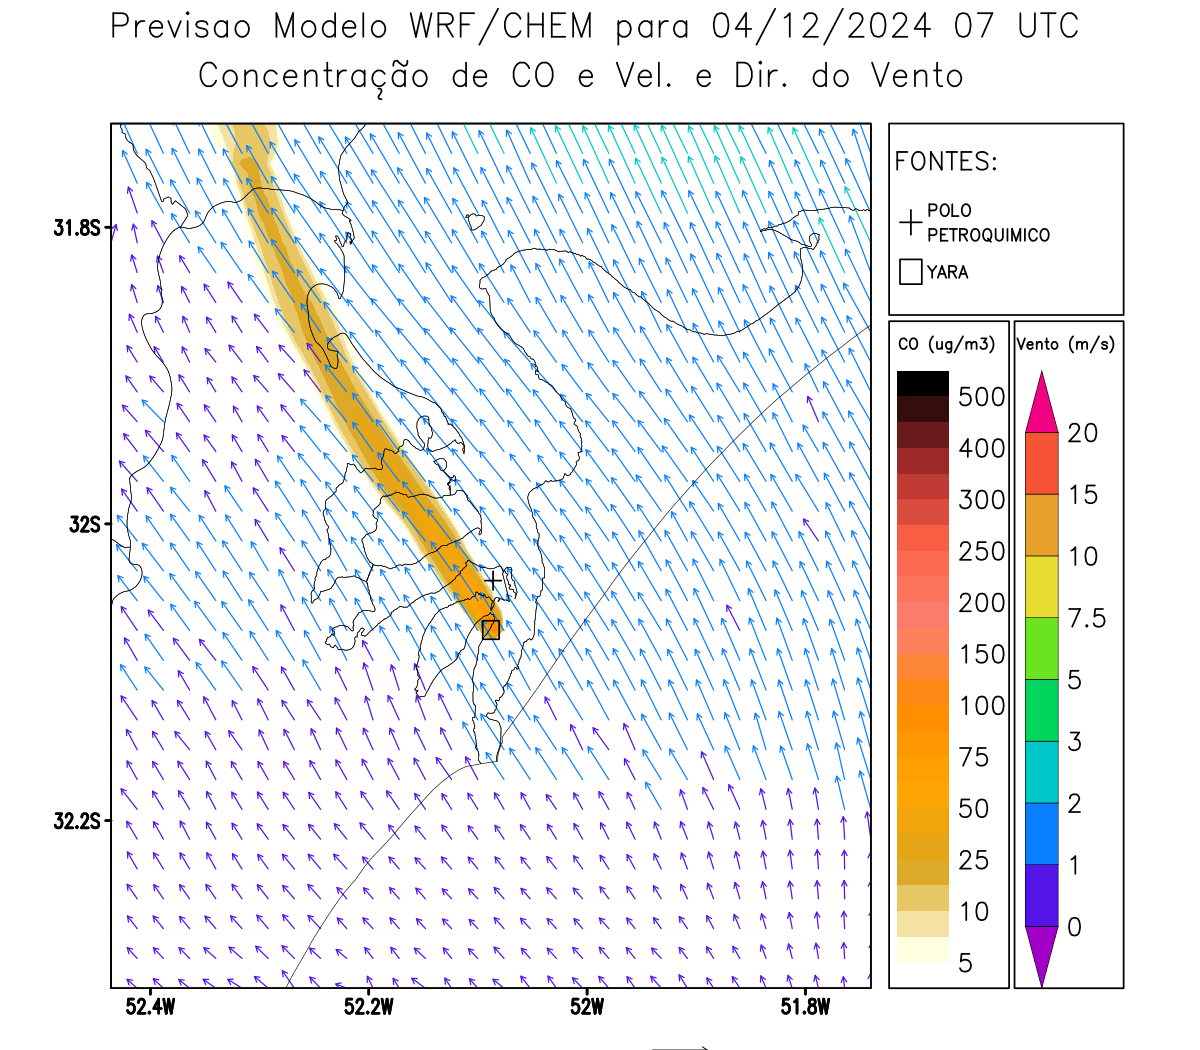 Previsao Modelo WRF/CHEM para 04/12/2024 07 UTC
Concentração de CO e Vel. e Dir. do Vento
FONTES:
POLO
PETROQUIMICO
YARA
CO (ug/m3)
500
400
300
250
200
150
100
75
50
25
10
5
Vento (m/s)
20
15
10
7.5
5
3
2
1
0
31.8S
32S
32.2S
52.4W
52.2W
52W
51.8W